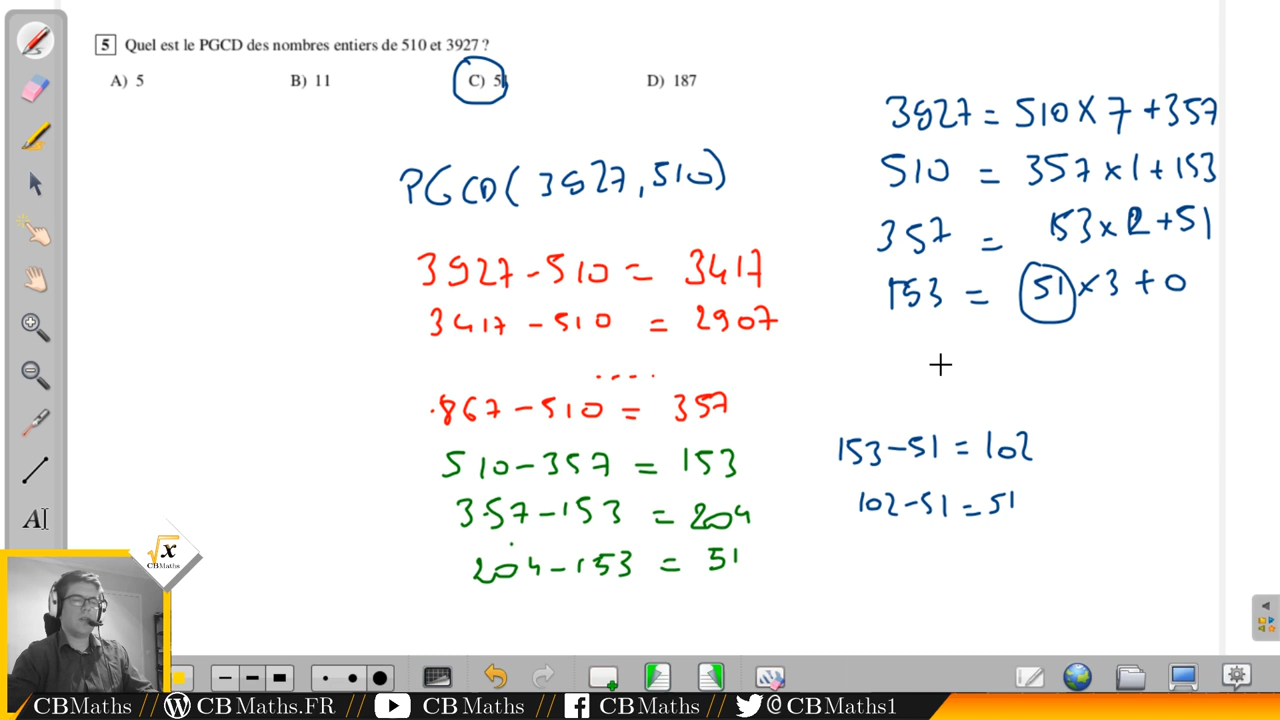 5 Quel est le PGCD des nombres entiers de 510 et 3927 ?
A) 5 B) 11 C) 51 D) 187
PGCD(3927,510)
3927-510 = 3417
3417-510 = 2907
....
867-510 = 357
510-357 = 153
357-153 = 204
204-153 = 51
3927 = 510×7+357
510 = 357×1+153
357 = 153×2+51
153 = 51×3+0
153-51 = 102
102-51 = 51
√x
CBMaths
CBMaths CBMaths.FR CBMaths CBMaths @CBMaths1